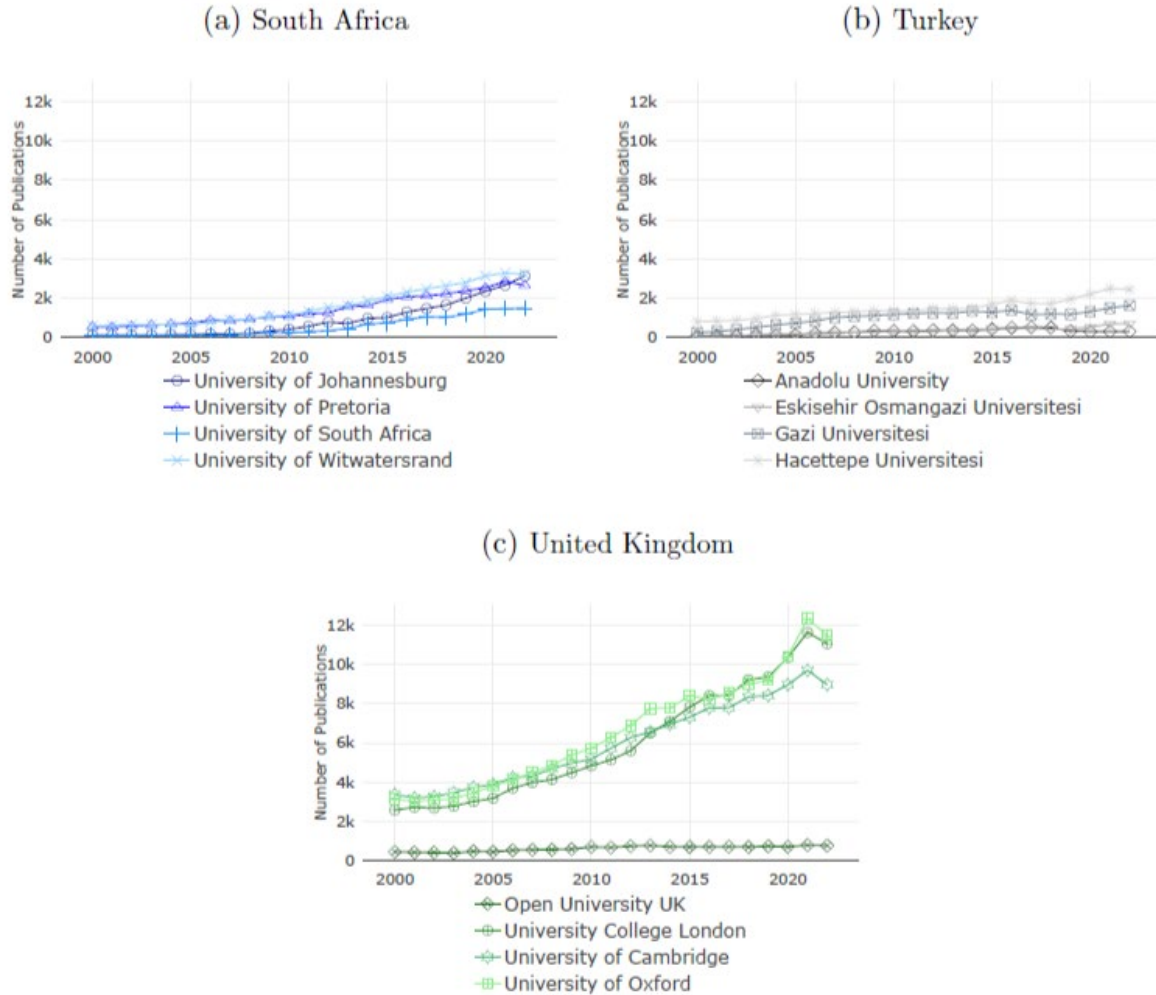 (a) South Africa
12k
10k
8k
6k
4k
2k
0
Number of Publications
2000 2005 2010 2015 2020
University of Johannesburg
University of Pretoria
University of South Africa
University of Witwatersrand
(b) Turkey
12k
10k
8k
6k
4k
2k
0
Number of Publications
2000 2005 2010 2015 2020
Anadolu University
Eskisehir Osmangazi Universitesi
Gazi Universitesi
Hacettepe Universitesi
(c) United Kingdom
12k
10k
8k
6k
4k
2k
0
Number of Publications
2000 2005 2010 2015 2020
Open University UK
University College London
University of Cambridge
University of Oxford